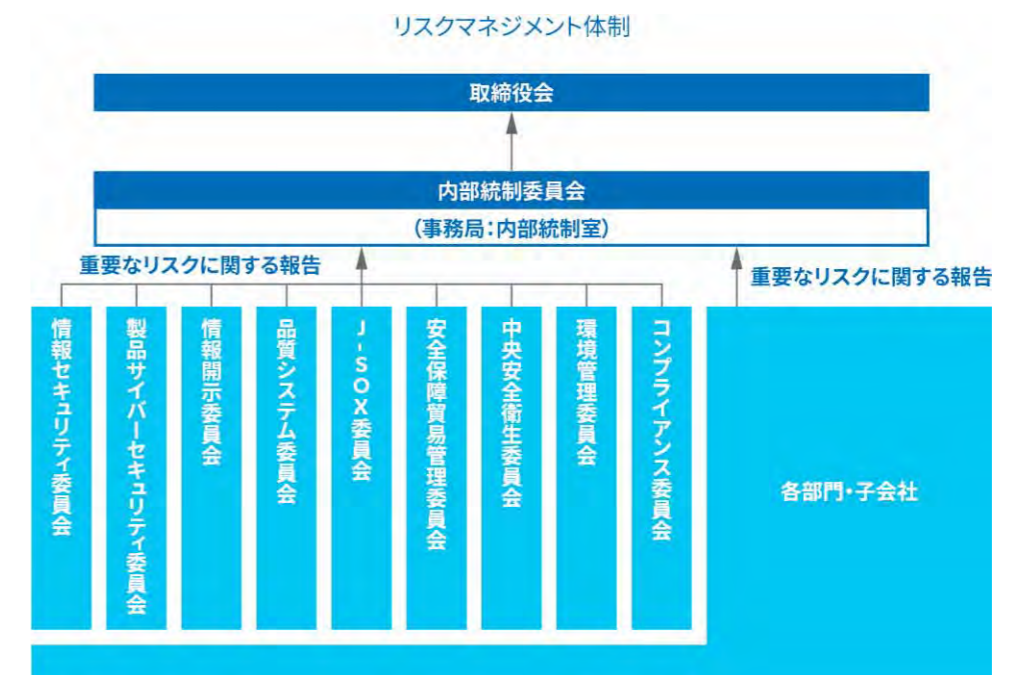 リスクマネジメント体制
取締役会
内部統制委員会
（事務局：内部統制室）
重要なリスクに関する報告
重要なリスクに関する報告
情報セキュリティ委員会
製品サイバーセキュリティ委員会
情報開示委員会
品質システム委員会
J-SOX委員会
安全保障貿易管理委員会
中央安全衛生委員会
環境管理委員会
コンプライアンス委員会
各部門・子会社